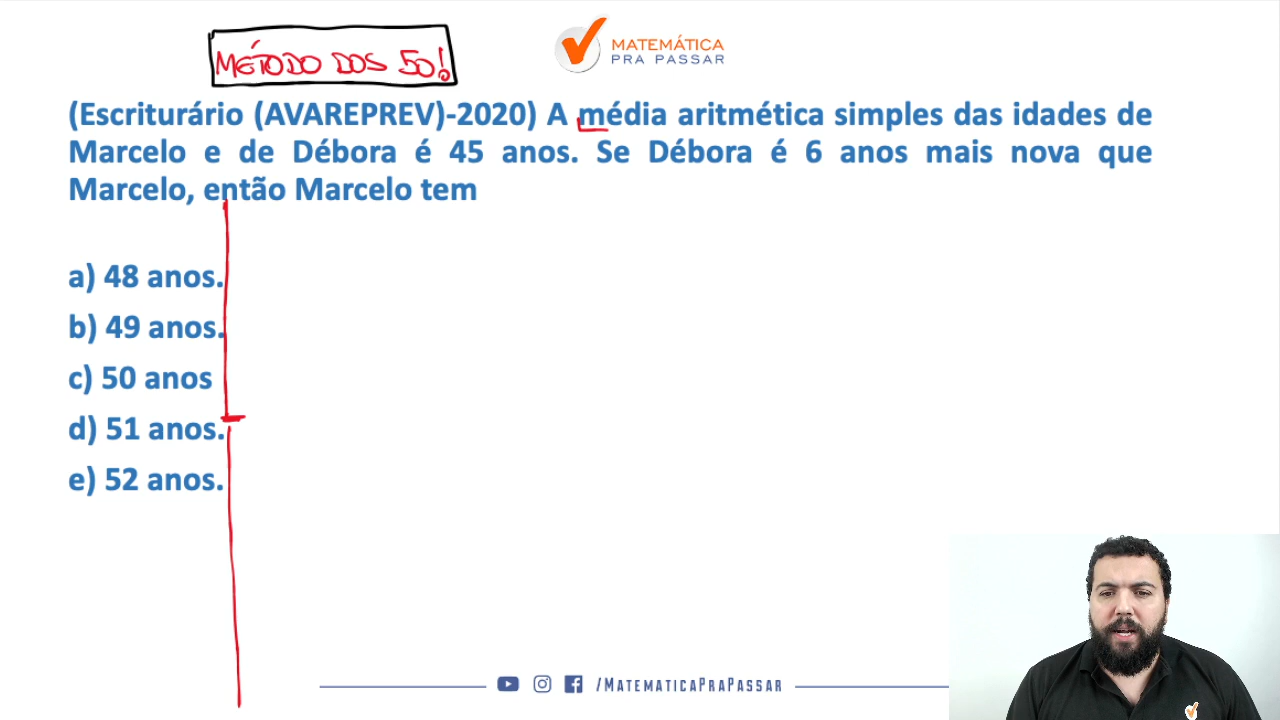 MÉTODO DOS 50!
MATEMÁTICA
PRA PASSAR
(Escriturário (AVAREPREV)-2020) A média aritmética simples das idades de
Marcelo e de Débora é 45 anos. Se Débora é 6 anos mais nova que
Marcelo, então Marcelo tem
a) 48 anos.
b) 49 anos.
c) 50 anos
d) 51 anos.
e) 52 anos.
/MatematicaPraPassar